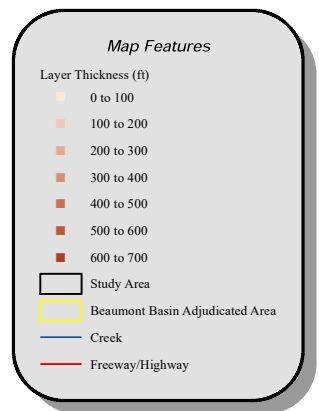 Map Features
Layer Thickness (ft)
0 to 100
100 to 200
200 to 300
300 to 400
400 to 500
500 to 600
600 to 700
Study Area
Beaumont Basin Adjudicated Area
Creek
Freeway/Highway